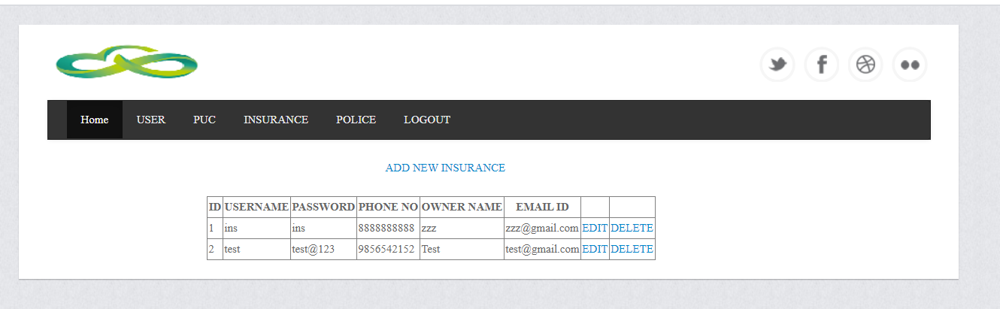 Home USER PUC INSURANCE POLICE LOGOUT
ADD NEW INSURANCE
ID USERNAME PASSWORD PHONE NO OWNER NAME EMAIL ID
1 ins ins 8888888888 zzz zzz@gmail.com EDIT DELETE
2 test test@123 9856542152 Test test@gmail.com EDIT DELETE